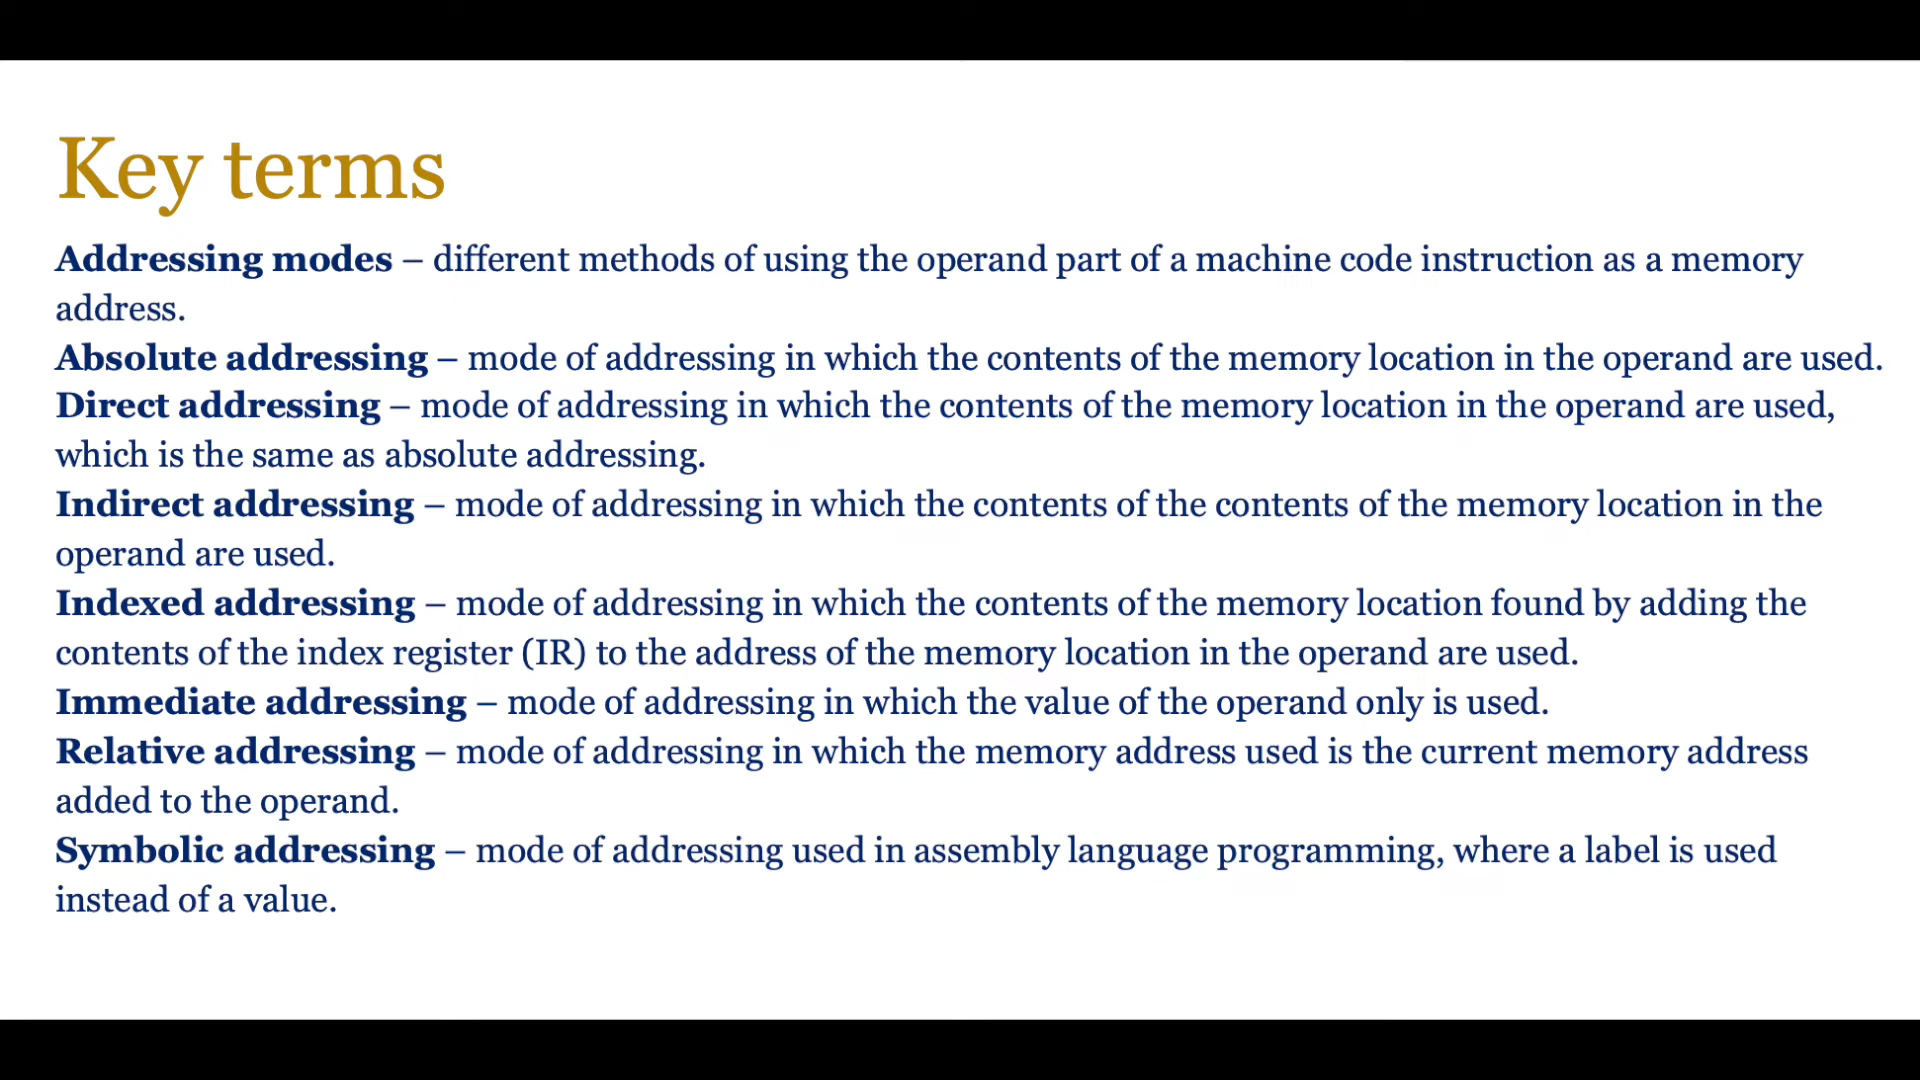 Key terms
Addressing modes – different methods of using the operand part of a machine code instruction as a memory
address.
Absolute addressing – mode of addressing in which the contents of the memory location in the operand are used.
Direct addressing – mode of addressing in which the contents of the memory location in the operand are used,
which is the same as absolute addressing.
Indirect addressing – mode of addressing in which the contents of the contents of the memory location in the
operand are used.
Indexed addressing – mode of addressing in which the contents of the memory location found by adding the
contents of the index register (IR) to the address of the memory location in the operand are used.
Immediate addressing – mode of addressing in which the value of the operand only is used.
Relative addressing – mode of addressing in which the memory address used is the current memory address
added to the operand.
Symbolic addressing – mode of addressing used in assembly language programming, where a label is used
instead of a value.